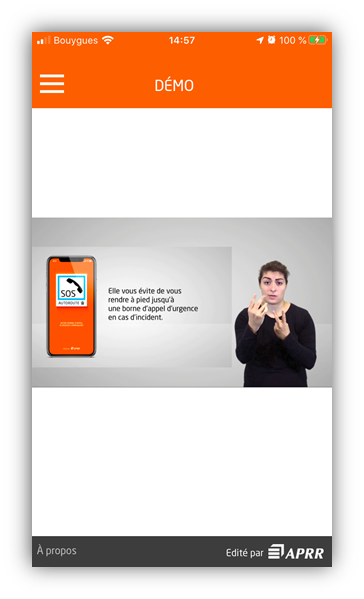 Bouygues 14:57 100 %
DÉMO
SOS
AUTOROUTE
Elle vous évite de vous
rendre à pied jusqu'à
une borne d'appel d'urgence
en cas d'incident.
À propos
Edité par APRR